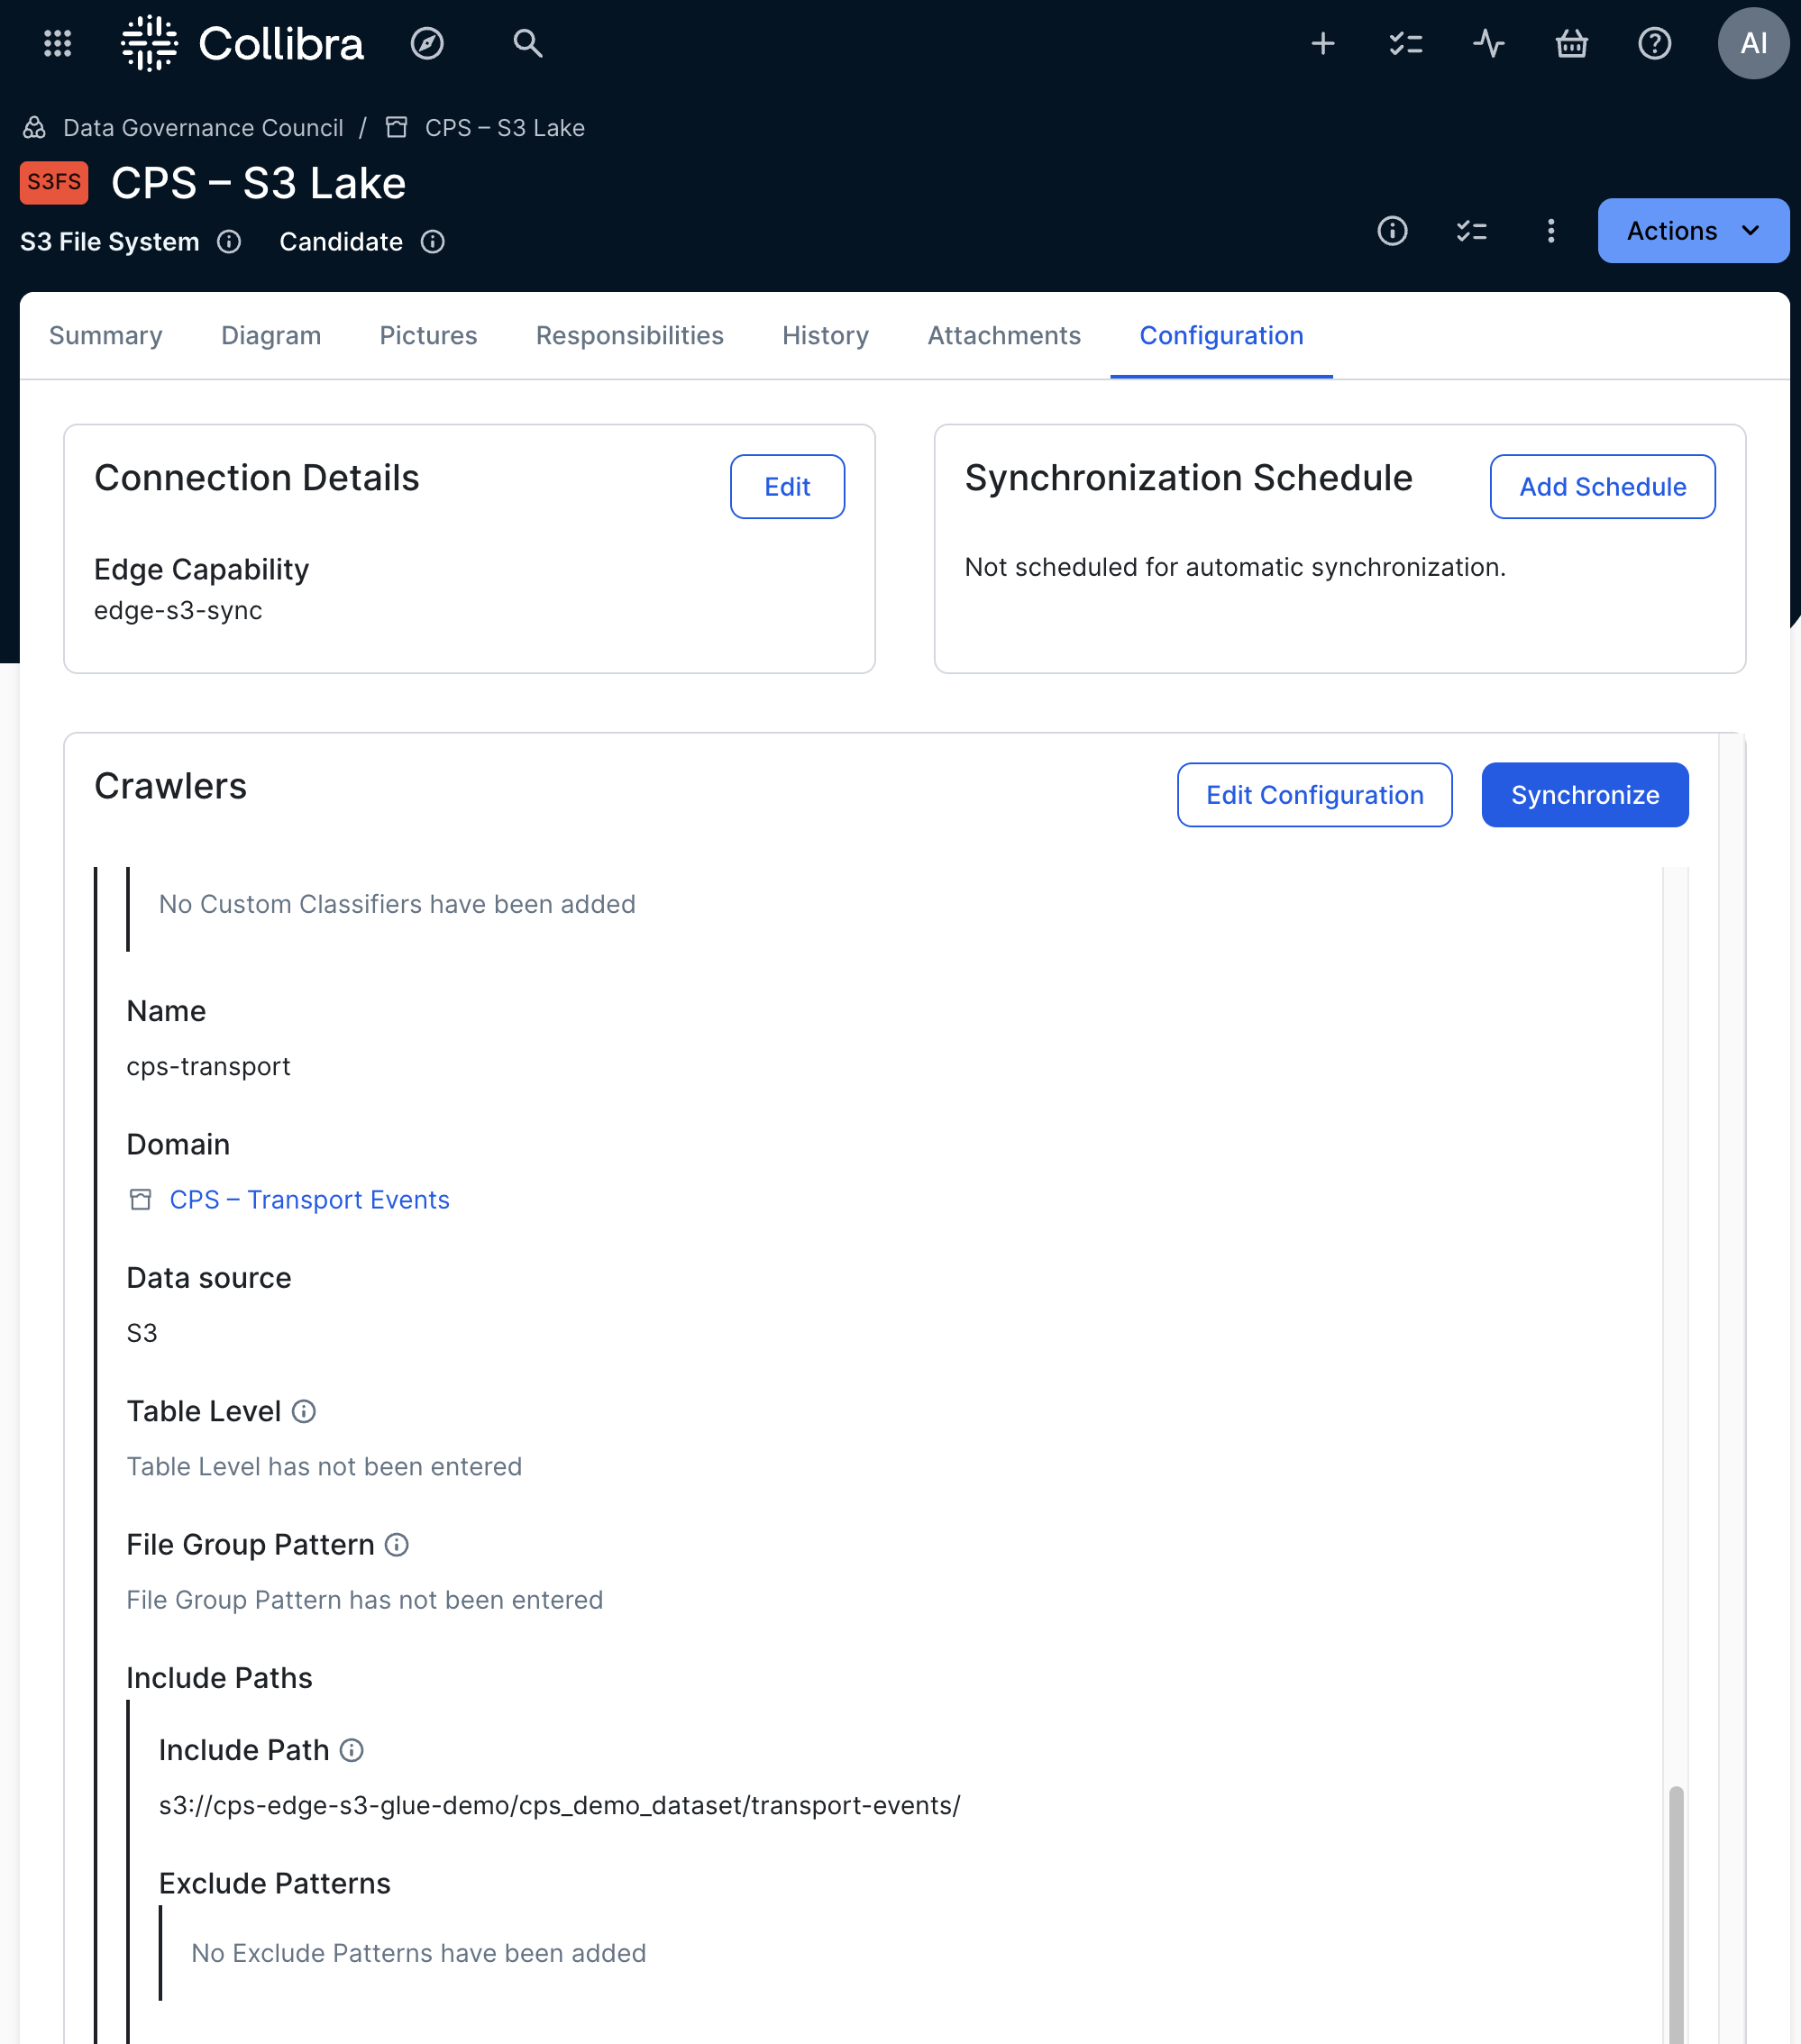 Collibra
AI
Data Governance Council / CPS – S3 Lake
S3FS CPS – S3 Lake
S3 File System Candidate
Actions
Summary Diagram Pictures Responsibilities History Attachments Configuration
Connection Details
Edit
Edge Capability
edge-s3-sync
Synchronization Schedule
Add Schedule
Not scheduled for automatic synchronization.
Crawlers
Edit Configuration
Synchronize
No Custom Classifiers have been added
Name
cps-transport
Domain
CPS – Transport Events
Data source
S3
Table Level
Table Level has not been entered
File Group Pattern
File Group Pattern has not been entered
Include Paths
Include Path
s3://cps-edge-s3-glue-demo/cps_demo_dataset/transport-events/
Exclude Patterns
No Exclude Patterns have been added